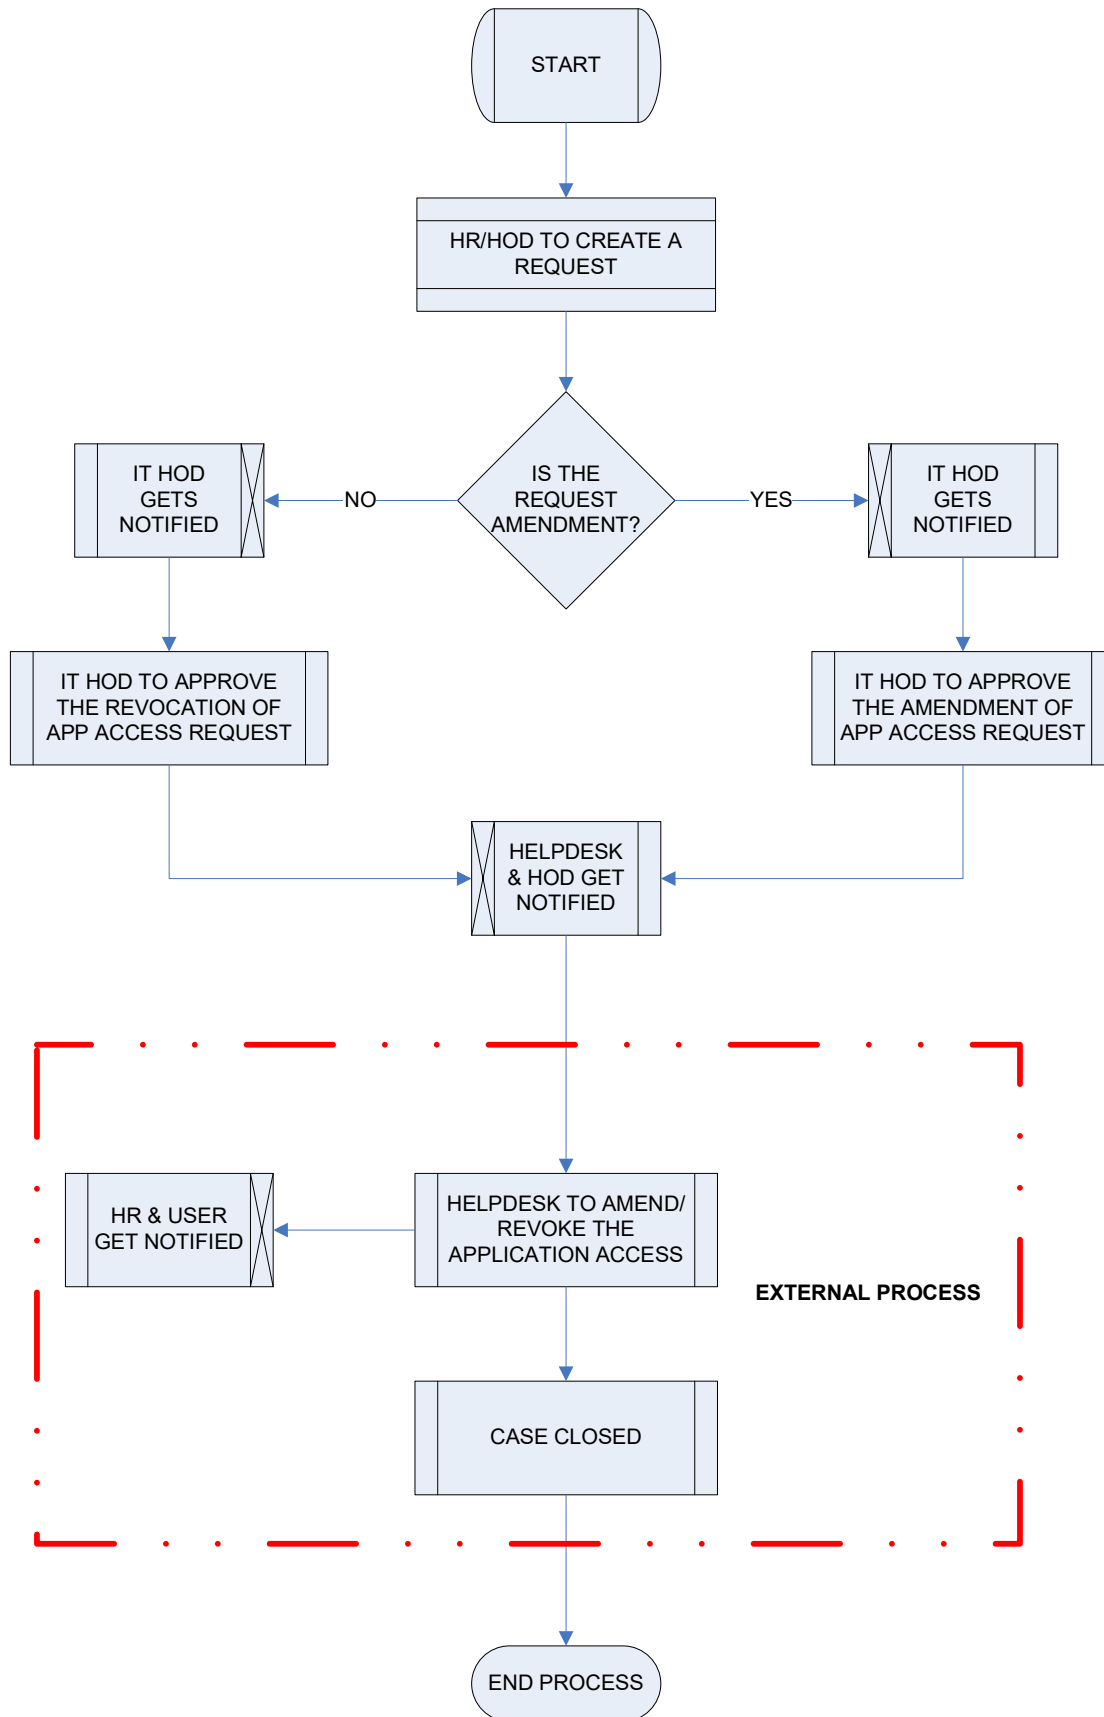 START
HR/HOD TO CREATE A
REQUEST
IS THE
REQUEST
AMENDMENT?
NO
YES
IT HOD
GETS
NOTIFIED
IT HOD
GETS
NOTIFIED
IT HOD TO APPROVE
THE REVOCATION OF
APP ACCESS REQUEST
IT HOD TO APPROVE
THE AMENDMENT OF
APP ACCESS REQUEST
HELPDESK
& HOD GET
NOTIFIED
HR & USER
GET NOTIFIED
HELPDESK TO AMEND/
REVOKE THE
APPLICATION ACCESS
EXTERNAL PROCESS
CASE CLOSED
END PROCESS